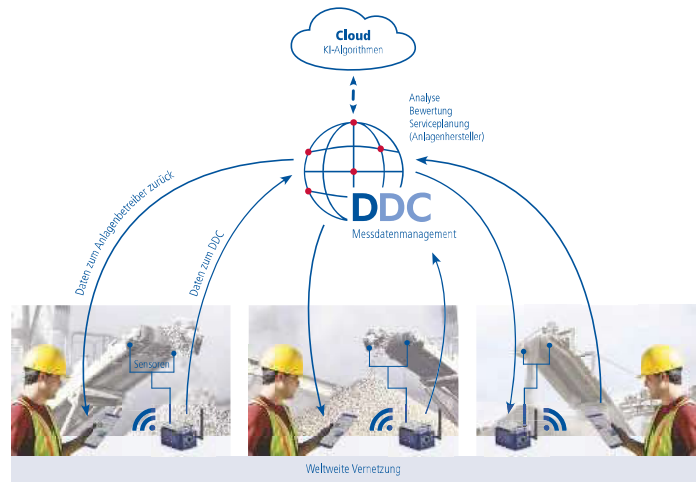 Cloud
KI-Algorithmen
Analyse
Bewertung
Serviceplanung
(Anlagenhersteller)
DDC
Messdatenmanagement
Daten zum Anlagenbetreiber zurück
Daten zum DDC
Sensoren
Weltweite Vernetzung